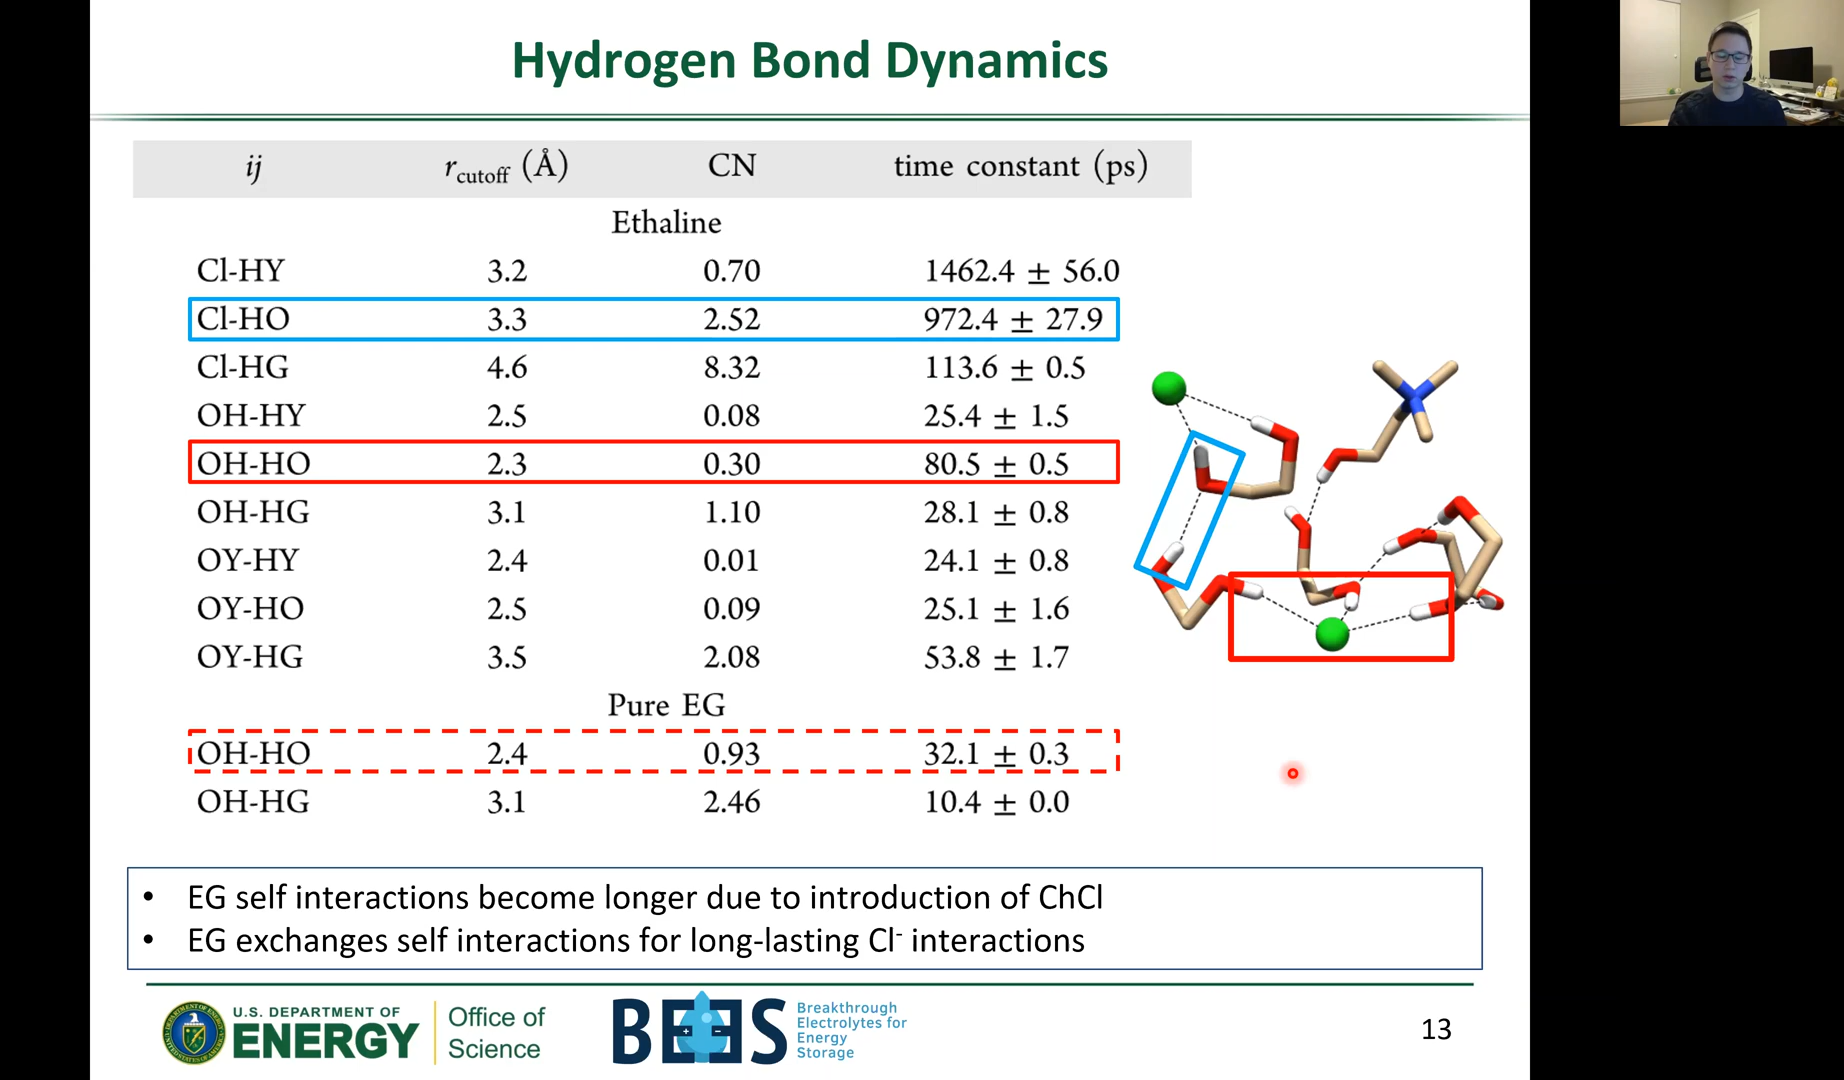 Hydrogen Bond Dynamics
ij rcutoff (Å) CN time constant (ps)
Ethaline
Cl-HY 3.2 0.70 1462.4 ± 56.0
Cl-HO 3.3 2.52 972.4 ± 27.9
Cl-HG 4.6 8.32 113.6 ± 0.5
OH-HY 2.5 0.08 25.4 ± 1.5
OH-HO 2.3 0.30 80.5 ± 0.5
OH-HG 3.1 1.10 28.1 ± 0.8
OY-HY 2.4 0.01 24.1 ± 0.8
OY-HO 2.5 0.09 25.1 ± 1.6
OY-HG 3.5 2.08 53.8 ± 1.7
Pure EG
OH-HO 2.4 0.93 32.1 ± 0.3
OH-HG 3.1 2.46 10.4 ± 0.0
• EG self interactions become longer due to introduction of ChCl
• EG exchanges self interactions for long-lasting Cl⁻ interactions
U.S. DEPARTMENT OF
ENERGY
Office of
Science
BEES
Breakthrough
Electrolytes for
Energy
Storage
13